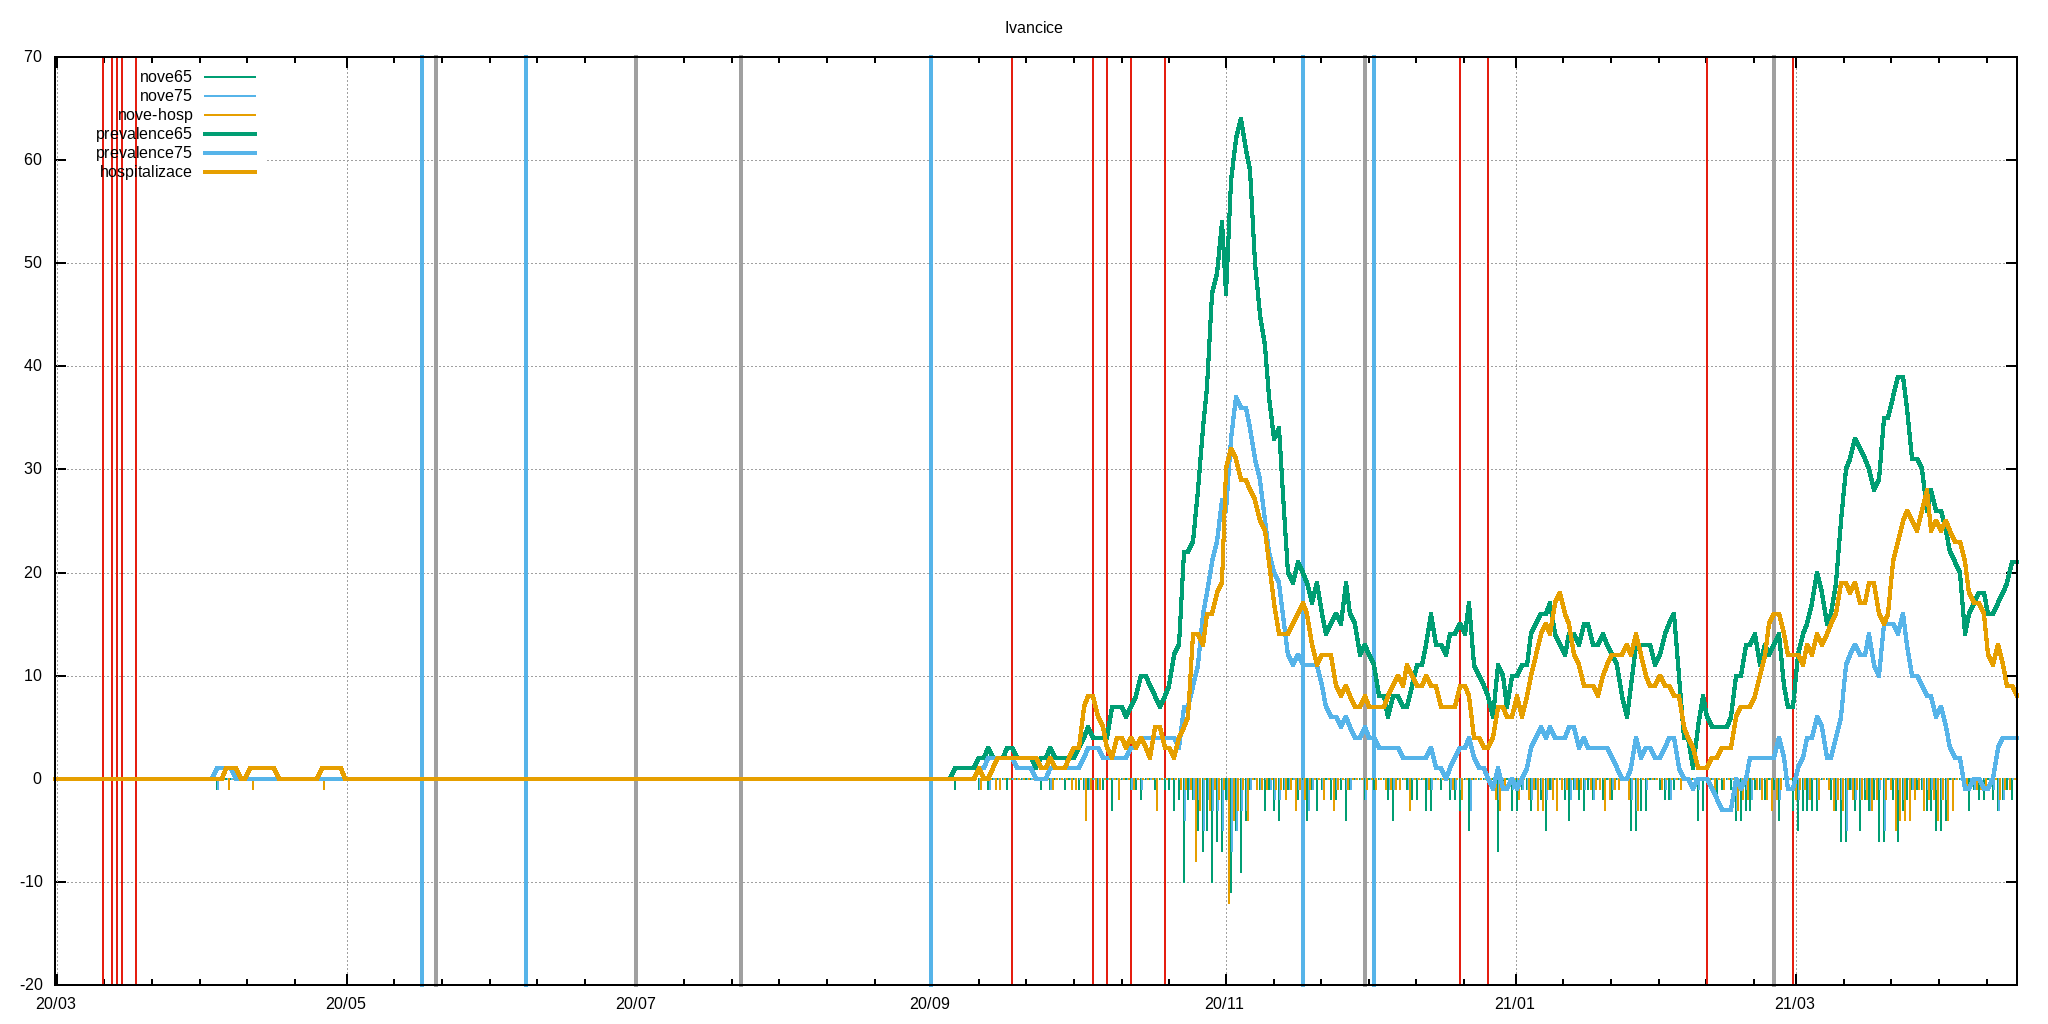 Ivancice
70
60
50
40
30
20
10
0
-10
-20
nove65
nove75
nove-hosp
prevalence65
prevalence75
hospitalizace
20/03 20/05 20/07 20/09 20/11 21/01 21/03